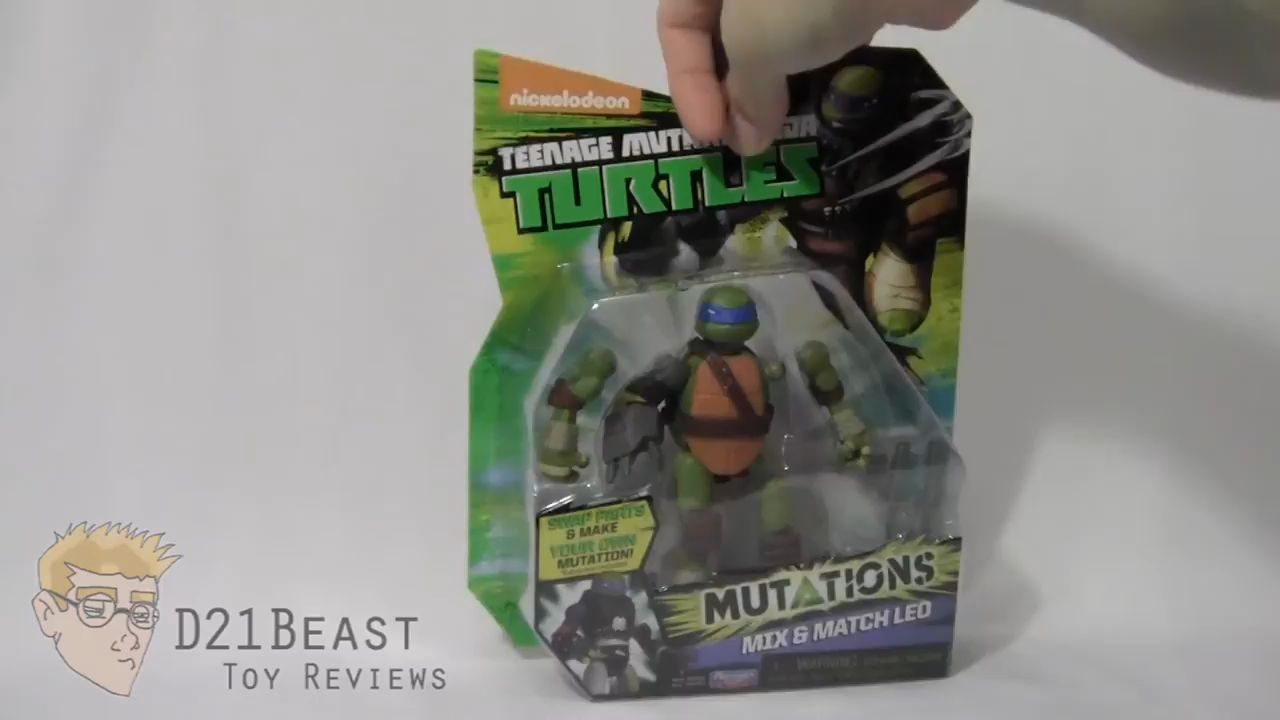 nickelodeon
TEENAGE MUTANT NINJA
TURTLES
SWAP PARTS
& MAKE
YOUR OWN
MUTATION!
MUTATIONS
MIX & MATCH LEO
WARNING:
Playmates
D21BEAST
TOY REVIEWS